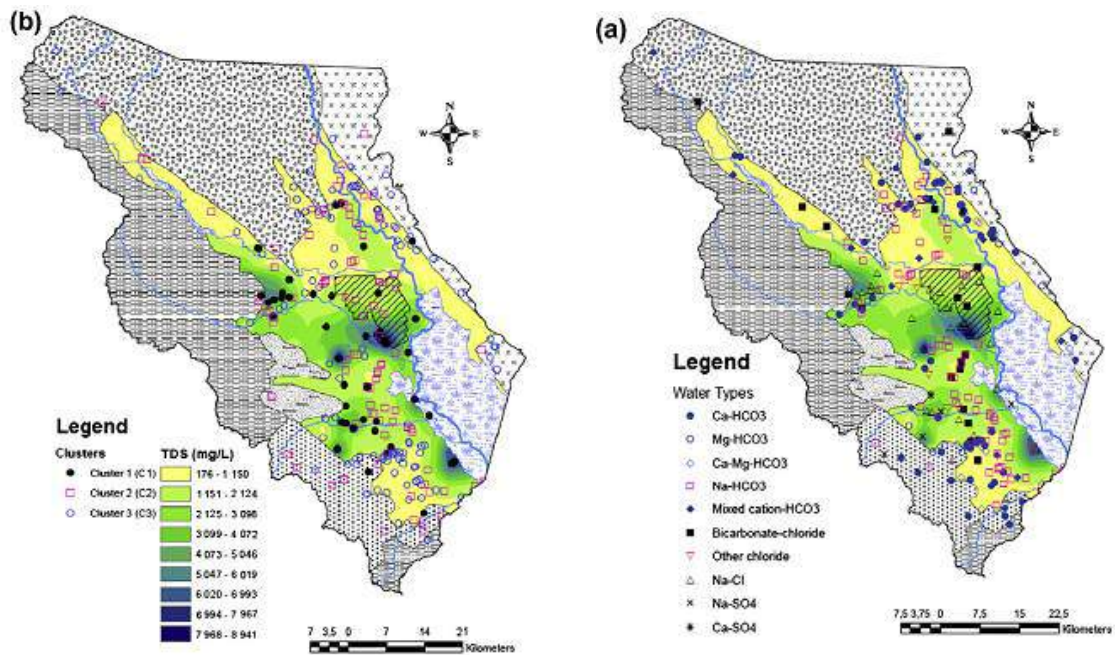 (b)
N
W E
S
Legend
Clusters
Cluster 1 (C1)
Cluster 2 (C2)
Cluster 3 (C3)
TDS (mg/L)
176 - 1 150
1 151 - 2 124
2 125 - 3 098
3 099 - 4 072
4 073 - 5 046
5 047 - 6 019
6 020 - 6 993
6 994 - 7 967
7 968 - 8 941
7 3,5 0 7 14 21
Kilometers
(a)
N
W E
S
Legend
Water Types
Ca-HCO3
Mg-HCO3
Ca-Mg-HCO3
Na-HCO3
Mixed cation-HCO3
Bicarbonate-chloride
Other chloride
Na-Cl
Na-SO4
Ca-SO4
7,5 3,75 0 7,5 15 22,5
Kilometers